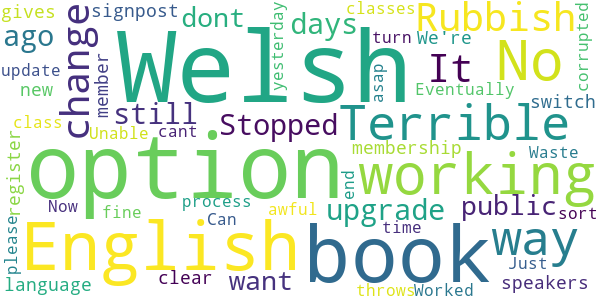 gives signpost dont days yesterday classes Rubbish corrupted
ago change Welsh turn We're No
update member It asap
new still Stopped Terrible Eventually switch
class Unable cant
option membership Waste
register working
Now fine process end
Can awful upgrade public sort
please English book time way
language clear want throws Worked Just speakers